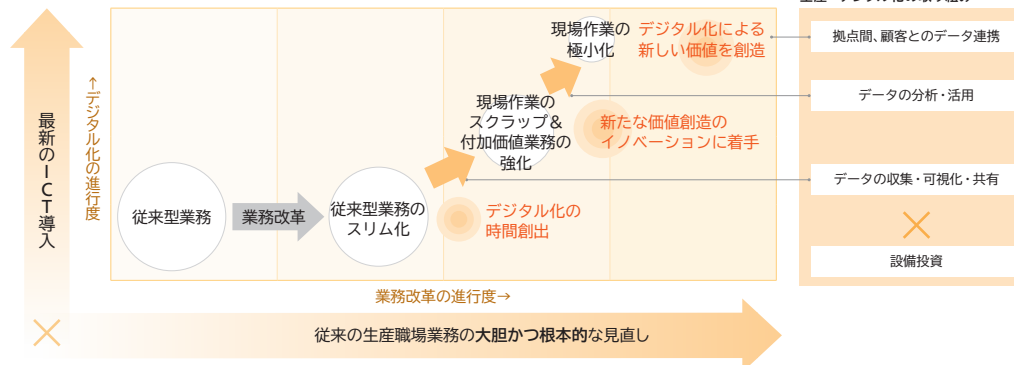 現場作業の
極小化
デジタル化による
新しい価値を創造
拠点間、顧客とのデータ連携
データの分析・活用
現場作業の
スクラップ＆
付加価値業務の
強化
新たな価値創造の
イノベーションに着手
データの収集・可視化・共有
最新のICT導入
←デジタル化の進行度
従来型業務
業務改革
従来型業務の
スリム化
デジタル化の
時間創出
設備投資
業務改革の進行度→
従来の生産職場業務の大胆かつ根本的な見直し